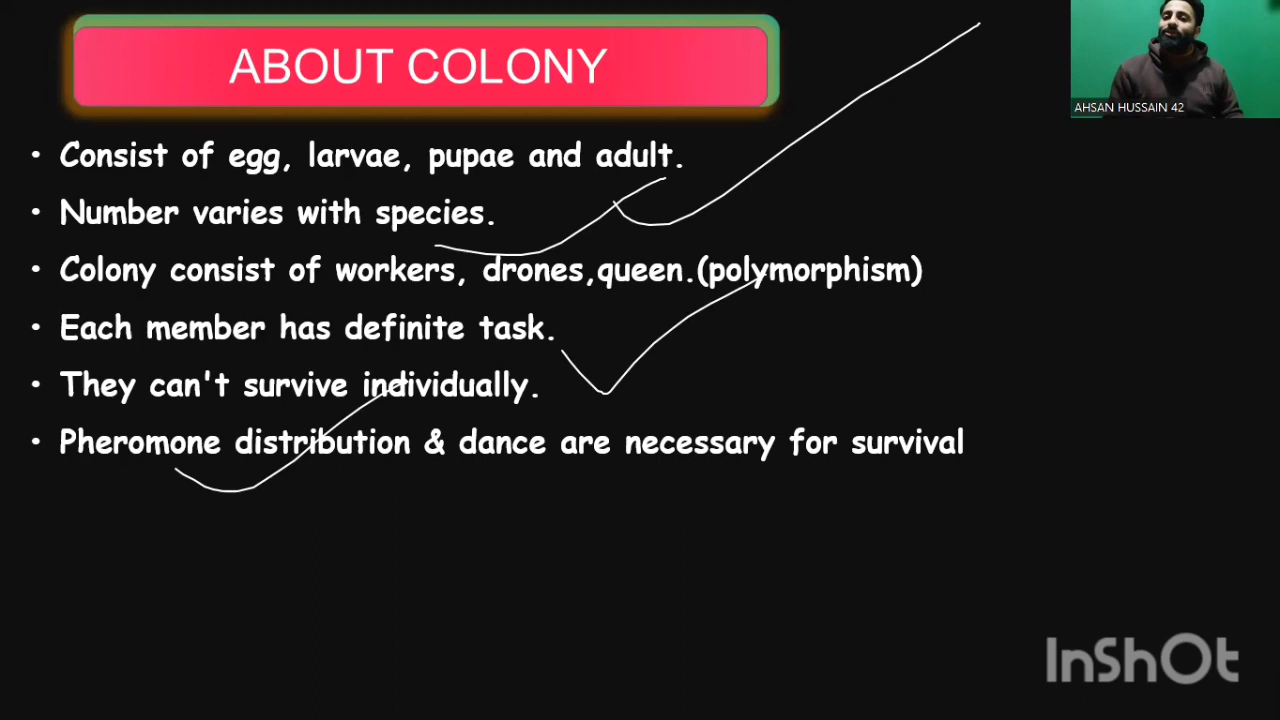 ABOUT COLONY
AHSAN HUSSAIN 42
• Consist of egg, larvae, pupae and adult.
• Number varies with species.
• Colony consist of workers, drones,queen.(polymorphism)
• Each member has definite task.
• They can't survive individually.
• Pheromone distribution & dance are necessary for survival
InShOt